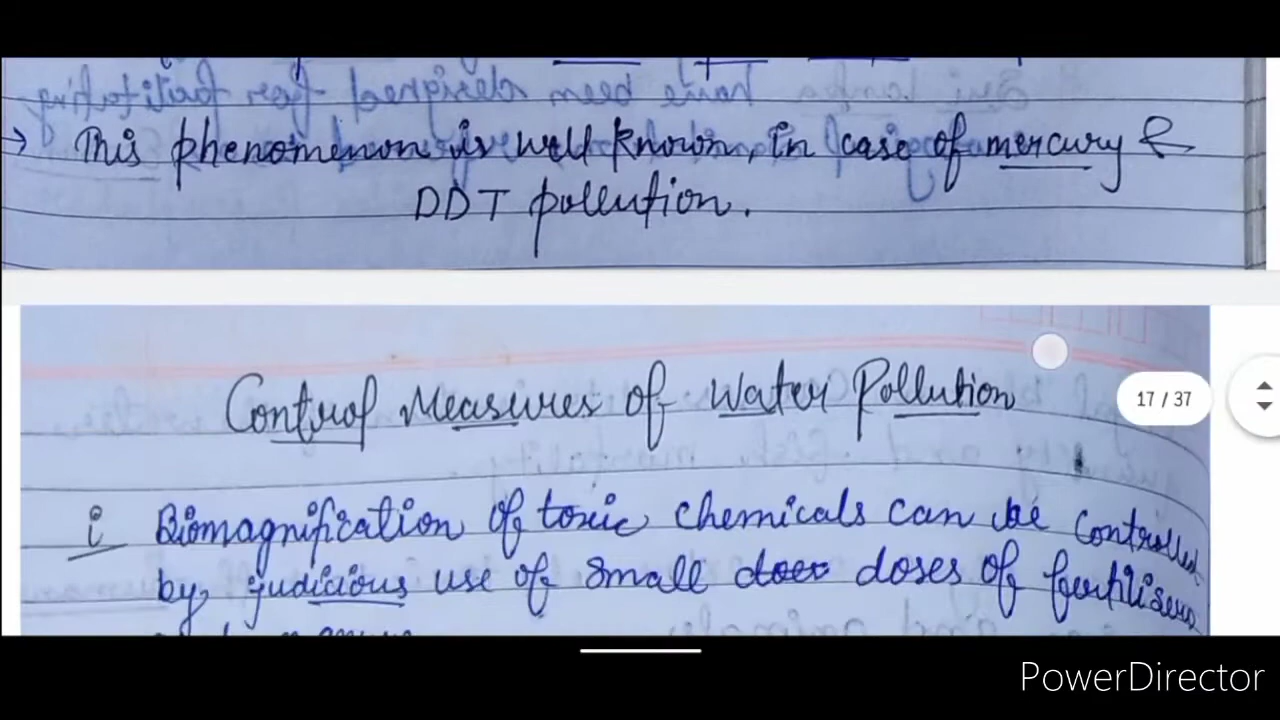 → This phenomenon is well known, in case of mercury &
DDT pollution.
Control Measures of Water Pollution
17 / 37
i Biomagnification of toxic chemicals can be controlled
by judicious use of small does doses of fertilisers
PowerDirector